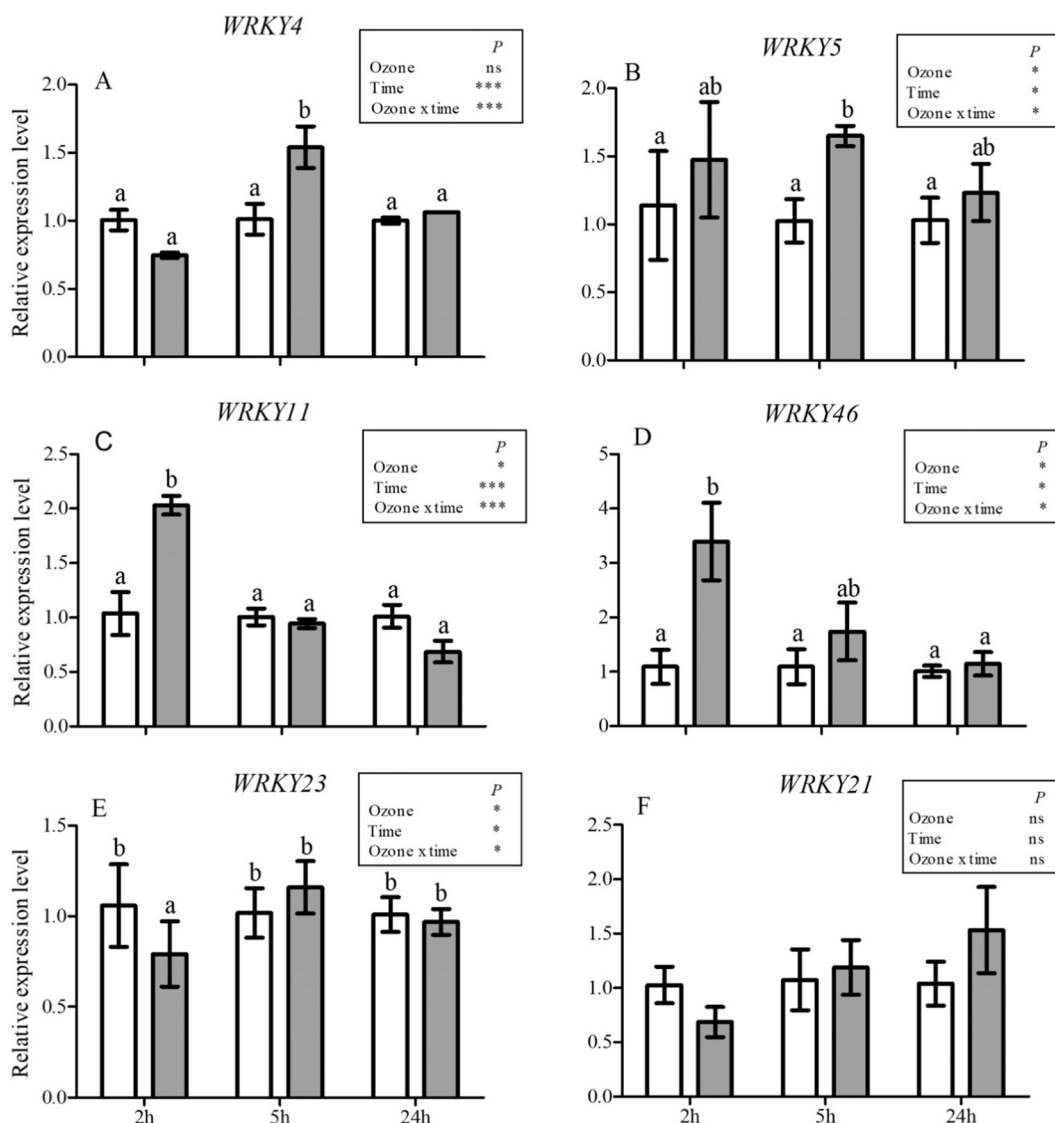 WRKY4
A
P
Ozone ns
Time ***
Ozone x time ***
Relative expression level
2.0
1.5
1.0
0.5
0.0
a a a b a a
WRKY5
B
P
Ozone *
Time *
Ozone x time *
2.0
1.5
1.0
0.5
0.0
a ab a b a ab
WRKY11
C
P
Ozone *
Time ***
Ozone x time ***
Relative expression level
2.5
2.0
1.5
1.0
0.5
0.0
a b a a a a
WRKY46
D
P
Ozone *
Time *
Ozone x time *
5
4
3
2
1
0
a b a ab a a
WRKY23
E
P
Ozone *
Time *
Ozone x time *
Relative expression level
1.5
1.0
0.5
0.0
b a b b b b
2h 5h 24h
WRKY21
F
P
Ozone ns
Time ns
Ozone x time ns
2.5
2.0
1.5
1.0
0.5
0.0
2h 5h 24h